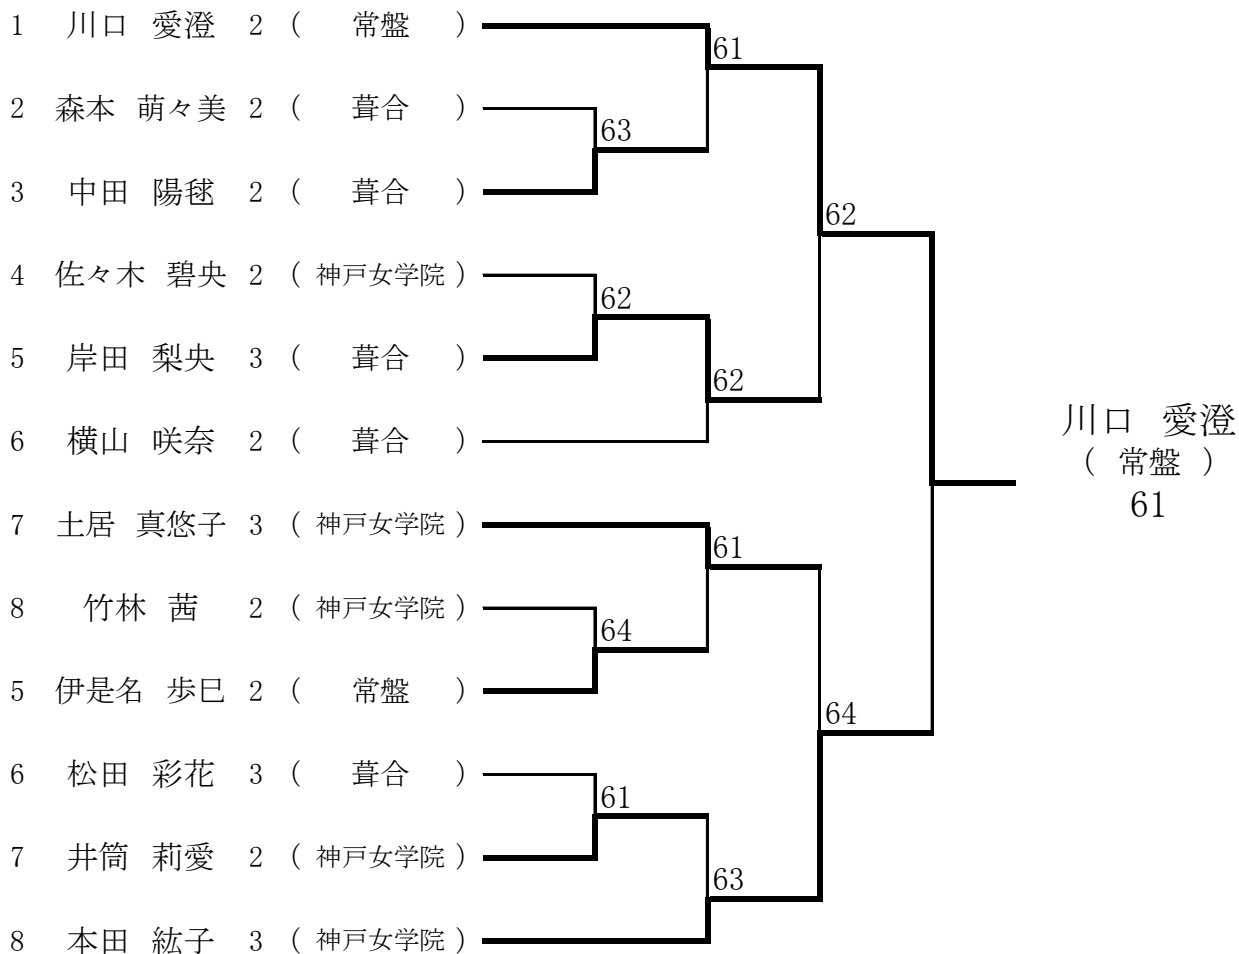 1 川口 愛澄 2 ( 常盤 )
61
2 森本 萌々美 2 ( 葺合 )
63
3 中田 陽毬 2 ( 葺合 )
62
4 佐々木 碧央 2 ( 神戸女学院 )
62
5 岸田 梨央 3 ( 葺合 )
62
6 横山 咲奈 2 ( 葺合 )
川口 愛澄
( 常盤 )
61
7 土居 真悠子 3 ( 神戸女学院 )
61
8 竹林 茜 2 ( 神戸女学院 )
64
5 伊是名 歩巳 2 ( 常盤 )
64
6 松田 彩花 3 ( 葺合 )
61
7 井筒 莉愛 2 ( 神戸女学院 )
63
8 本田 紘子 3 ( 神戸女学院 )